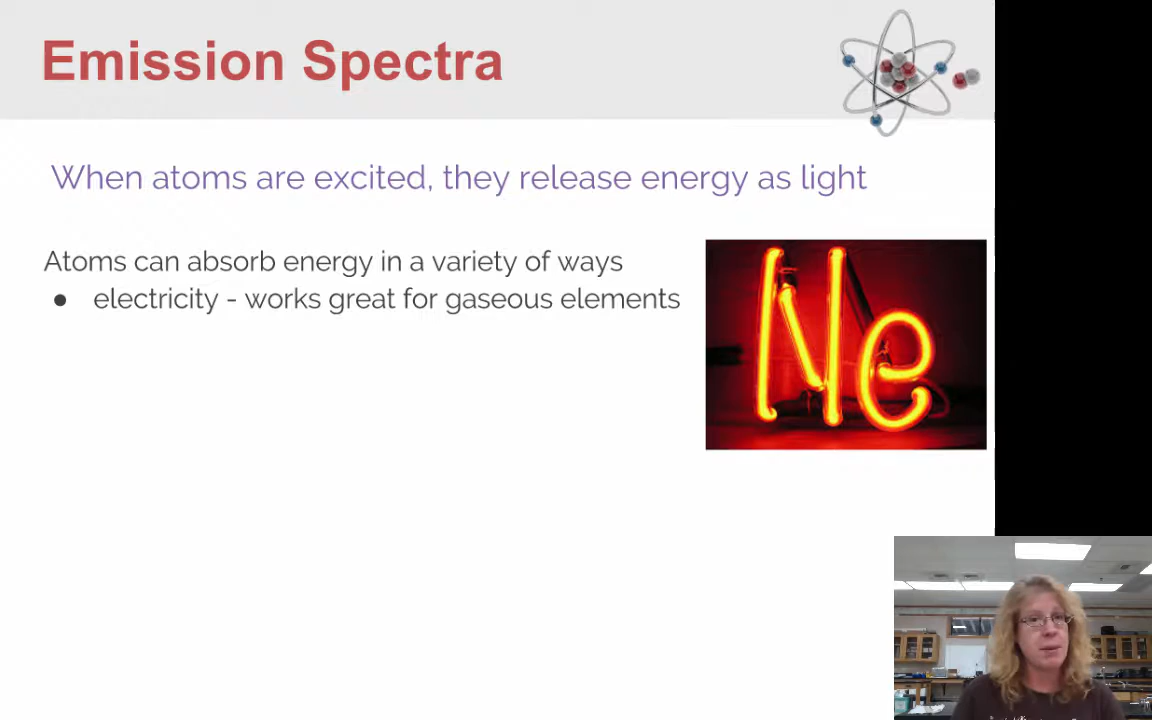 Emission Spectra
When atoms are excited, they release energy as light
Atoms can absorb energy in a variety of ways
● electricity - works great for gaseous elements
Ne